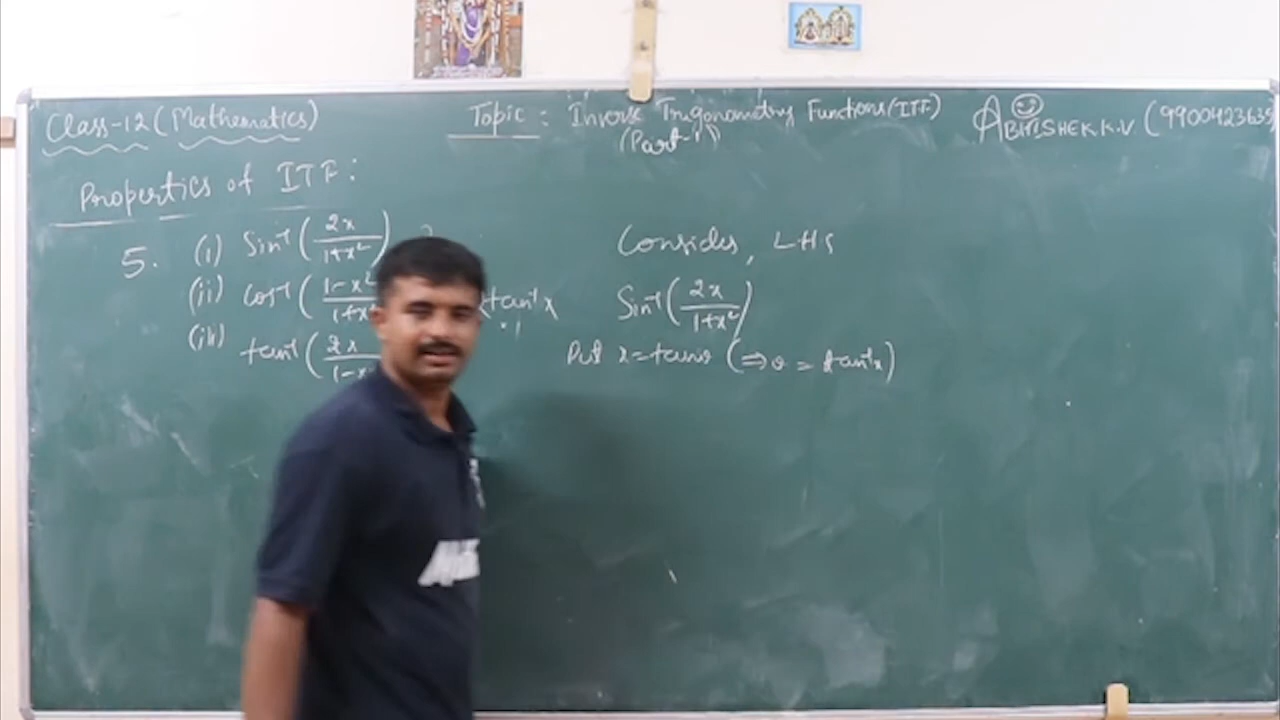 Class-12 (Mathematics)
Topic : Inverse Trigonometry Functions (ITF)
(Part-1)
ABHISHEK.K.V (990042363
Properties of ITF:
5. (i) Sin⁻¹(2x/1+x²)
(ii) cos⁻¹(1-x²/1+x² tan⁻¹x
(iii) tan⁻¹(2x/1-x
Consider, LHS
Sin⁻¹(2x/1+x²)
Put x=tanθ (⇒θ = tan⁻¹x)